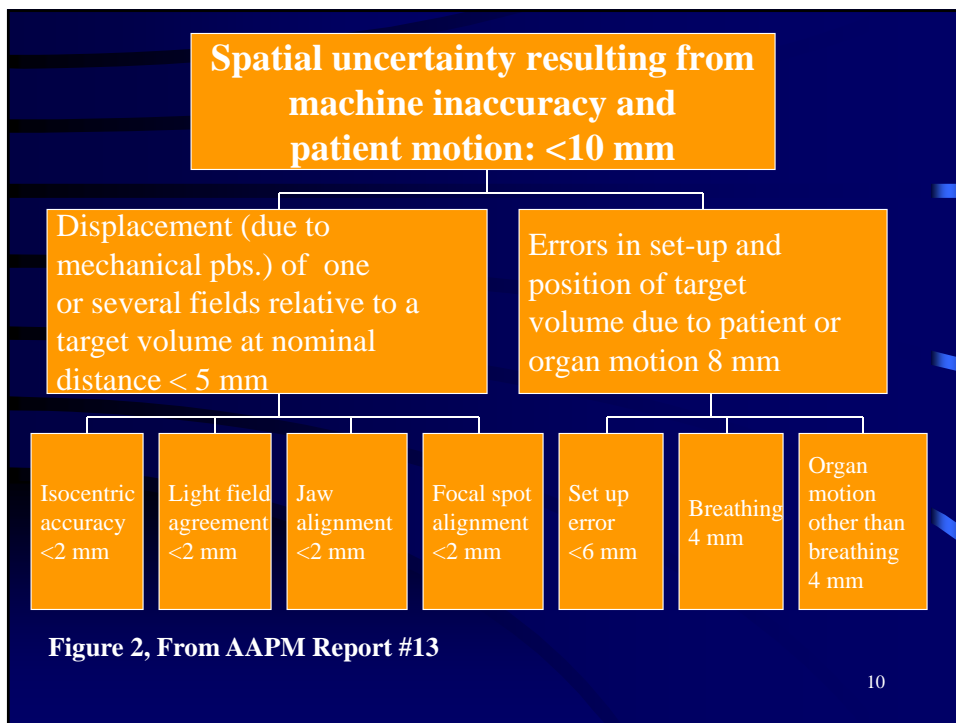 Spatial uncertainty resulting from
machine inaccuracy and
patient motion: <10 mm
Displacement (due to
mechanical pbs.) of one
or several fields relative to a
target volume at nominal
distance < 5 mm
Errors in set-up and
position of target
volume due to patient or
organ motion 8 mm
Isocentric
accuracy
<2 mm
Light field
agreement
<2 mm
Jaw
alignment
<2 mm
Focal spot
alignment
<2 mm
Set up
error
<6 mm
Breathing
4 mm
Organ
motion
other than
breathing
4 mm
Figure 2, From AAPM Report #13
10